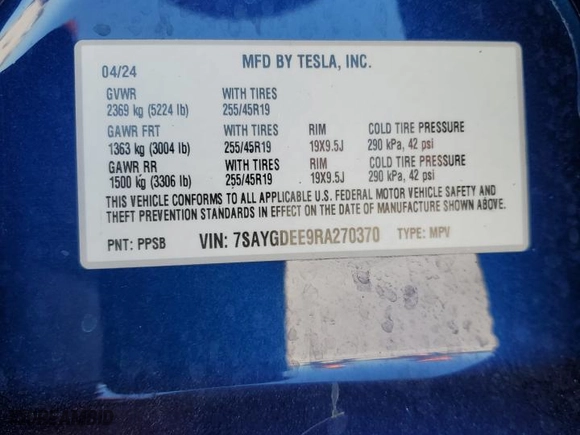 MFD BY TESLA, INC.
04/24
GVWR WITH TIRES
2369 kg (5224 lb) 255/45R19
GAWR FRT WITH TIRES RIM COLD TIRE PRESSURE
1363 kg (3004 lb) 255/45R19 19X9.5J 290 kPa, 42 psi
GAWR RR WITH TIRES RIM COLD TIRE PRESSURE
1500 kg (3306 lb) 255/45R19 19X9.5J 290 kPa, 42 psi
THIS VEHICLE CONFORMS TO ALL APPLICABLE U.S. FEDERAL MOTOR VEHICLE SAFETY AND
THEFT PREVENTION STANDARDS IN EFFECT ON THE DATE OF MANUFACTURE SHOWN ABOVE.
PNT: PPSB VIN: 7SAYGDEE9RA270370 TYPE: MPV